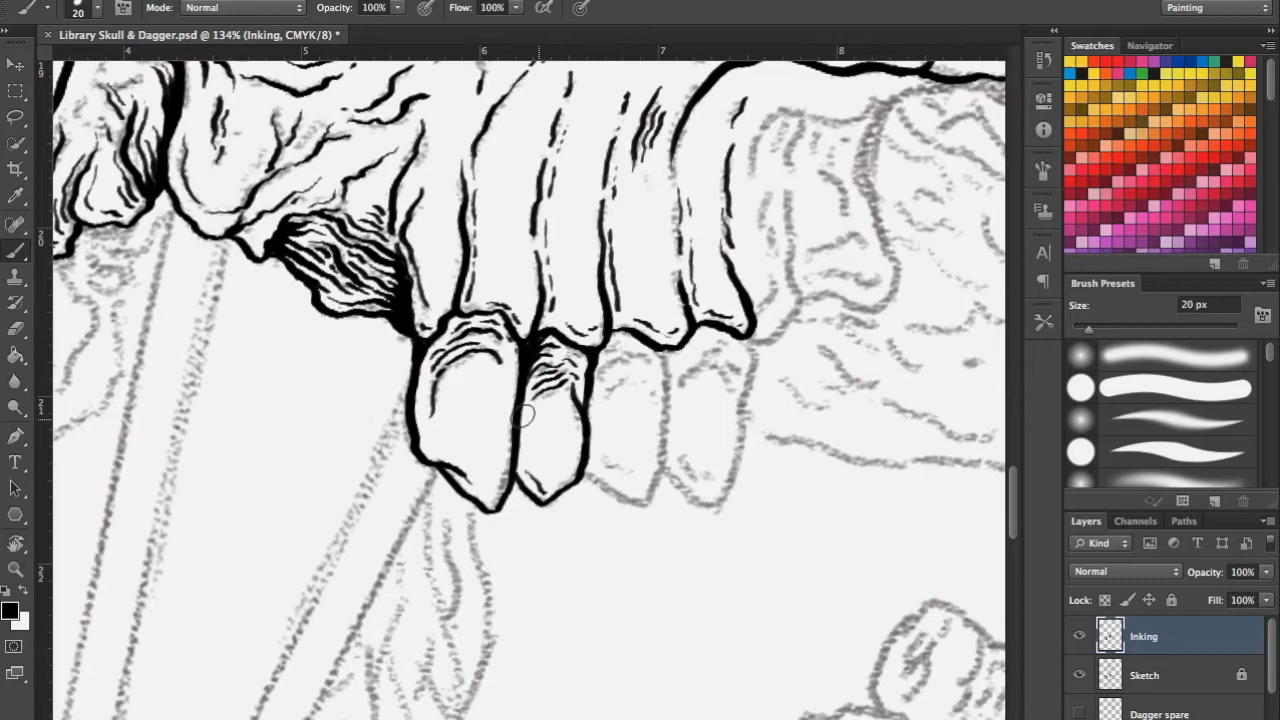 20 Mode: Normal Opacity: 100% Flow: 100% Painting
× Library Skull & Dagger.psd @ 134% (Inking, CMYK/8) *
4 5 6 7 8
Swatches Navigator
Brush Presets
Size: 20 px
Layers Channels Paths
Kind
Normal Opacity: 100%
Lock: Fill: 100%
Inking
Sketch
Dagger spare